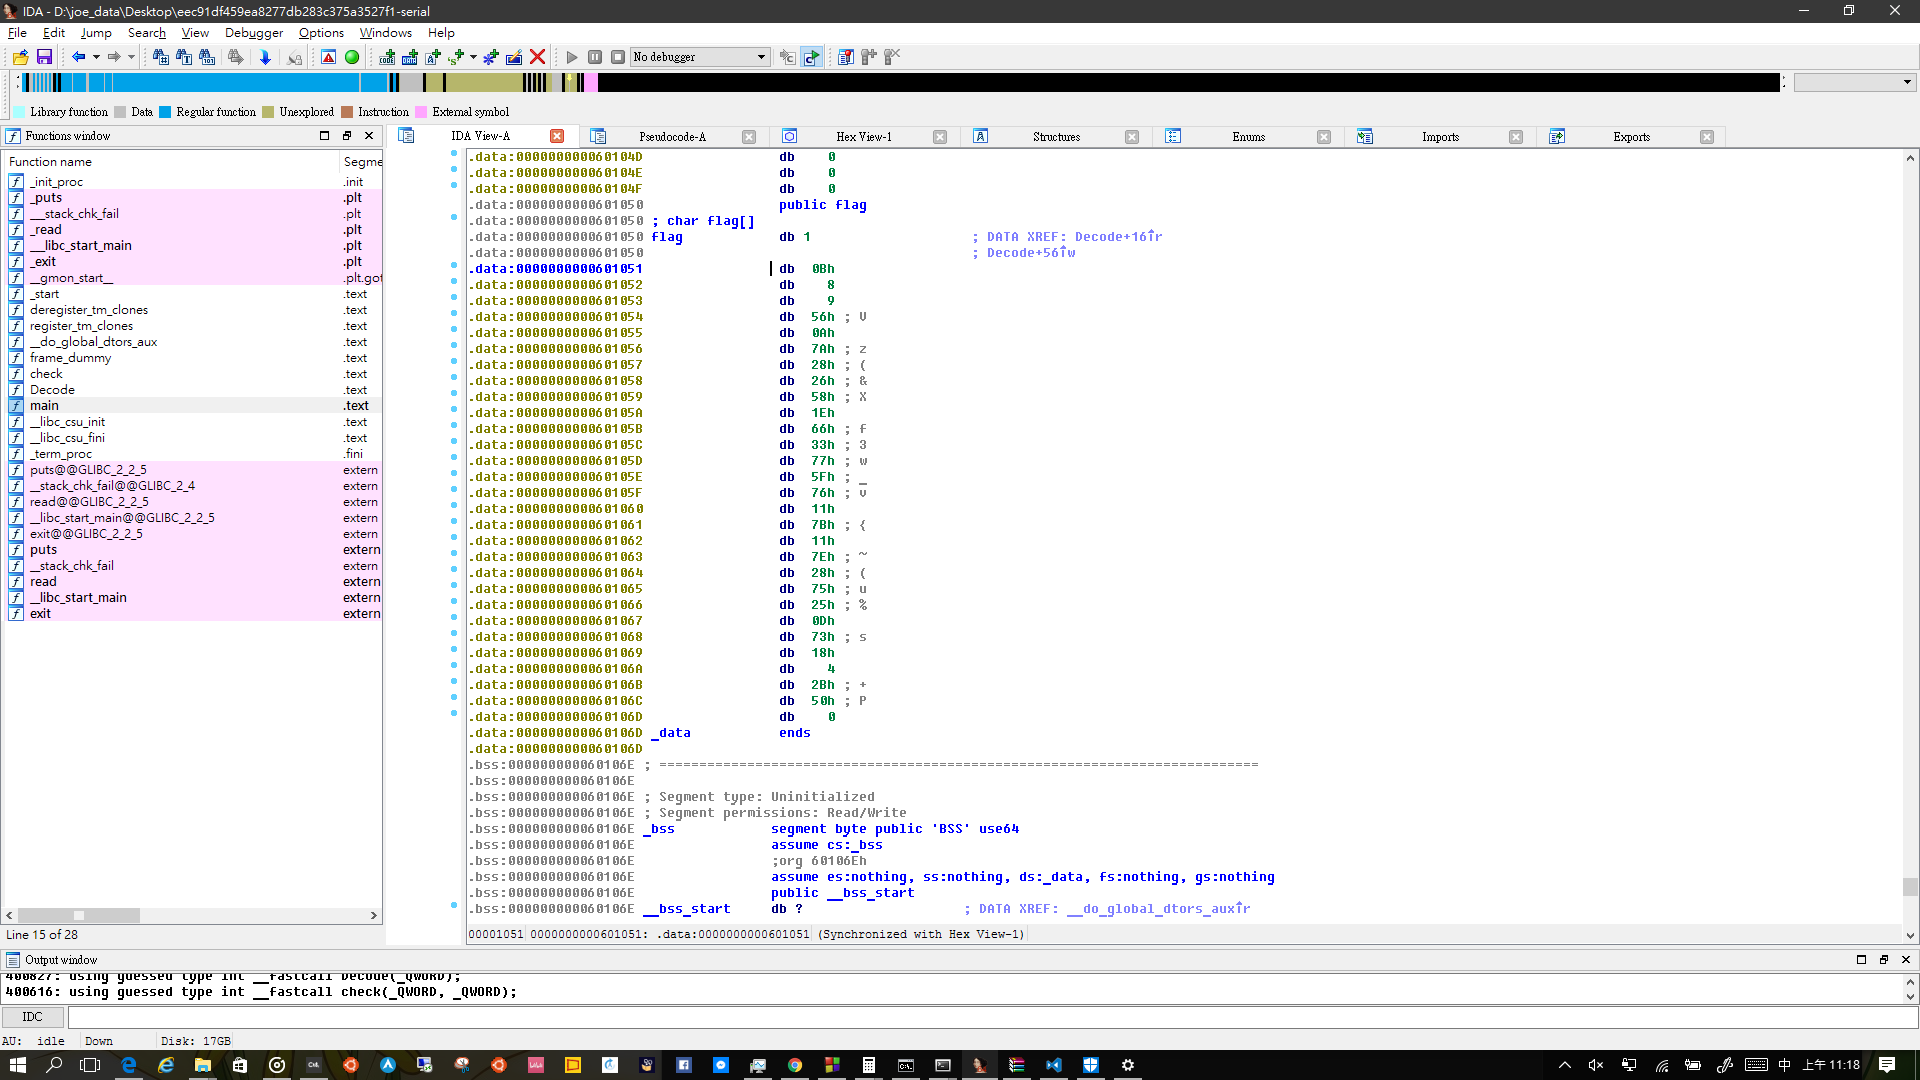 IDA - D:\joe_data\Desktop\eec91df459ea8277db283c375a3527f1-serial
File Edit Jump Search View Debugger Options Windows Help
No debugger
Library function Data Regular function Unexplored Instruction External symbol
Functions window
IDA View-A Pseudocode-A Hex View-1 Structures Enums Imports Exports
Function name Segme
_init_proc .init
_puts .plt
___stack_chk_fail .plt
_read .plt
___libc_start_main .plt
_exit .plt
__gmon_start__ .plt.got
_start .text
deregister_tm_clones .text
register_tm_clones .text
__do_global_dtors_aux .text
frame_dummy .text
check .text
Decode .text
main .text
__libc_csu_init .text
__libc_csu_fini .text
_term_proc .fini
puts@@GLIBC_2_2_5 extern
__stack_chk_fail@@GLIBC_2_4 extern
read@@GLIBC_2_2_5 extern
__libc_start_main@@GLIBC_2_2_5 extern
exit@@GLIBC_2_2_5 extern
puts extern
__stack_chk_fail extern
read extern
__libc_start_main extern
exit extern
Line 15 of 28
.data:000000000060104D db 0
.data:000000000060104E db 0
.data:000000000060104F db 0
.data:0000000000601050 public flag
.data:0000000000601050 ; char flag[]
.data:0000000000601050 flag db 1 ; DATA XREF: Decode+16↑r
.data:0000000000601050 ; Decode+56↑w
.data:0000000000601051 db 0Bh
.data:0000000000601052 db 8
.data:0000000000601053 db 9
.data:0000000000601054 db 56h ; V
.data:0000000000601055 db 0Ah
.data:0000000000601056 db 7Ah ; z
.data:0000000000601057 db 28h ; (
.data:0000000000601058 db 26h ; &
.data:0000000000601059 db 58h ; X
.data:000000000060105A db 1Eh
.data:000000000060105B db 66h ; f
.data:000000000060105C db 33h ; 3
.data:000000000060105D db 77h ; w
.data:000000000060105E db 5Fh ; _
.data:000000000060105F db 76h ; v
.data:0000000000601060 db 11h
.data:0000000000601061 db 7Bh ; {
.data:0000000000601062 db 11h
.data:0000000000601063 db 7Eh ; ~
.data:0000000000601064 db 28h ; (
.data:0000000000601065 db 75h ; u
.data:0000000000601066 db 25h ; %
.data:0000000000601067 db 0Dh
.data:0000000000601068 db 73h ; s
.data:0000000000601069 db 18h
.data:000000000060106A db 4
.data:000000000060106B db 2Bh ; +
.data:000000000060106C db 50h ; P
.data:000000000060106D db 0
.data:000000000060106D _data ends
.data:000000000060106D
.bss:000000000060106E ; ===========================================================================
.bss:000000000060106E
.bss:000000000060106E ; Segment type: Uninitialized
.bss:000000000060106E ; Segment permissions: Read/Write
.bss:000000000060106E _bss segment byte public 'BSS' use64
.bss:000000000060106E assume cs:_bss
.bss:000000000060106E ;org 60106Eh
.bss:000000000060106E assume es:nothing, ss:nothing, ds:_data, fs:nothing, gs:nothing
.bss:000000000060106E public __bss_start
.bss:000000000060106E __bss_start db ? ; DATA XREF: __do_global_dtors_aux↑r
00001051 0000000000601051: .data:0000000000601051 (Synchronized with Hex View-1)
Output window
400827: using guessed type int __fastcall Decode(_QWORD);
400616: using guessed type int __fastcall check(_QWORD, _QWORD);
IDC
AU: idle Down Disk: 17GB
中 上午 11:18